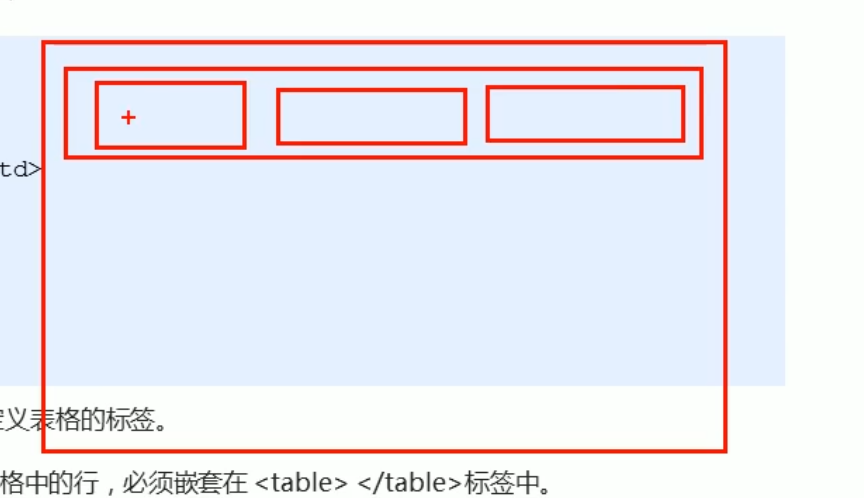 td>
定义表格的标签。
格中的行，必须嵌套在 <table> </table>标签中。